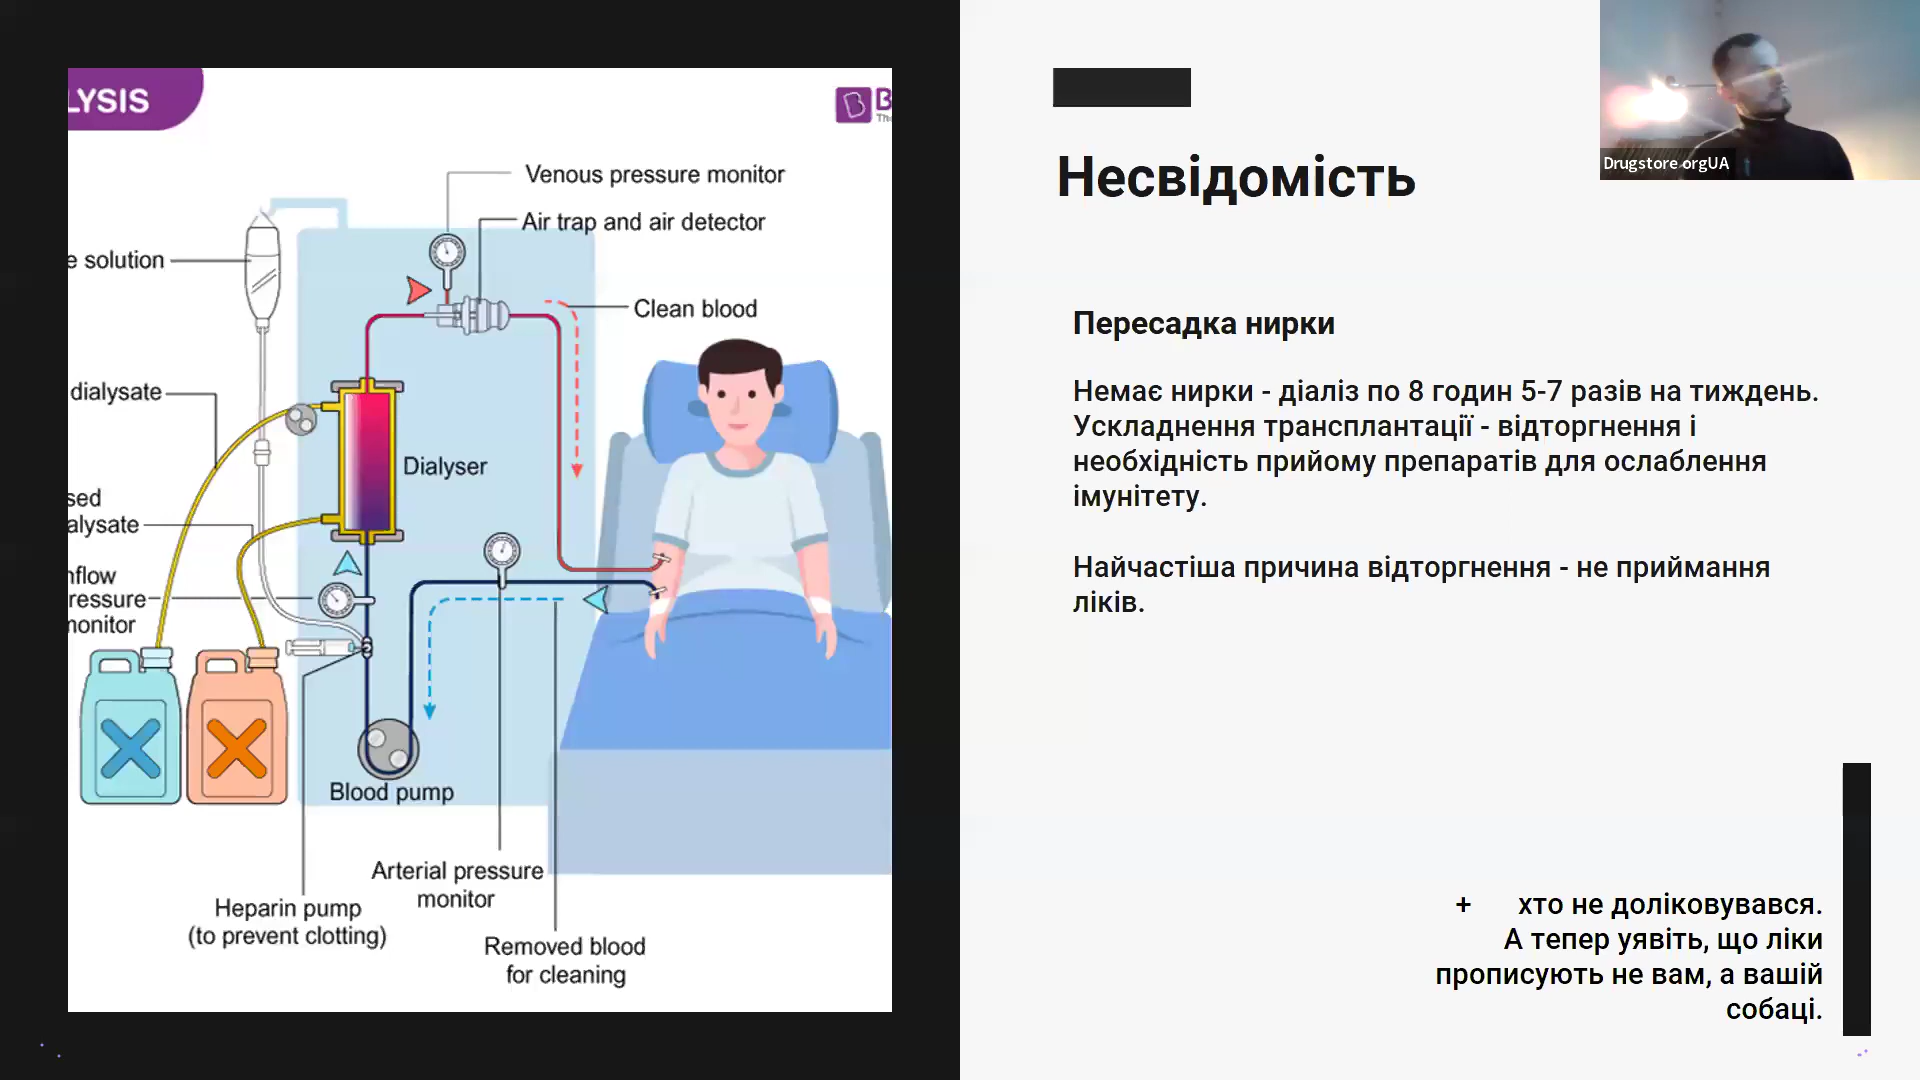 LYSIS
B
Th
Venous pressure monitor
Air trap and air detector
e solution
Clean blood
dialysate
Dialyser
sed
alysate
nflow
ressure
monitor
Blood pump
Arterial pressure
monitor
Heparin pump
(to prevent clotting)
Removed blood
for cleaning
Несвідомість
Drugstore orgUA
Пересадка нирки
Немає нирки - діаліз по 8 годин 5-7 разів на тиждень.
Ускладнення трансплантації - відторгнення і
необхідність прийому препаратів для ослаблення
імунітету.
Найчастіша причина відторгнення - не приймання
ліків.
+ хто не доліковувався.
А тепер уявіть, що ліки
прописують не вам, а вашій
собаці.